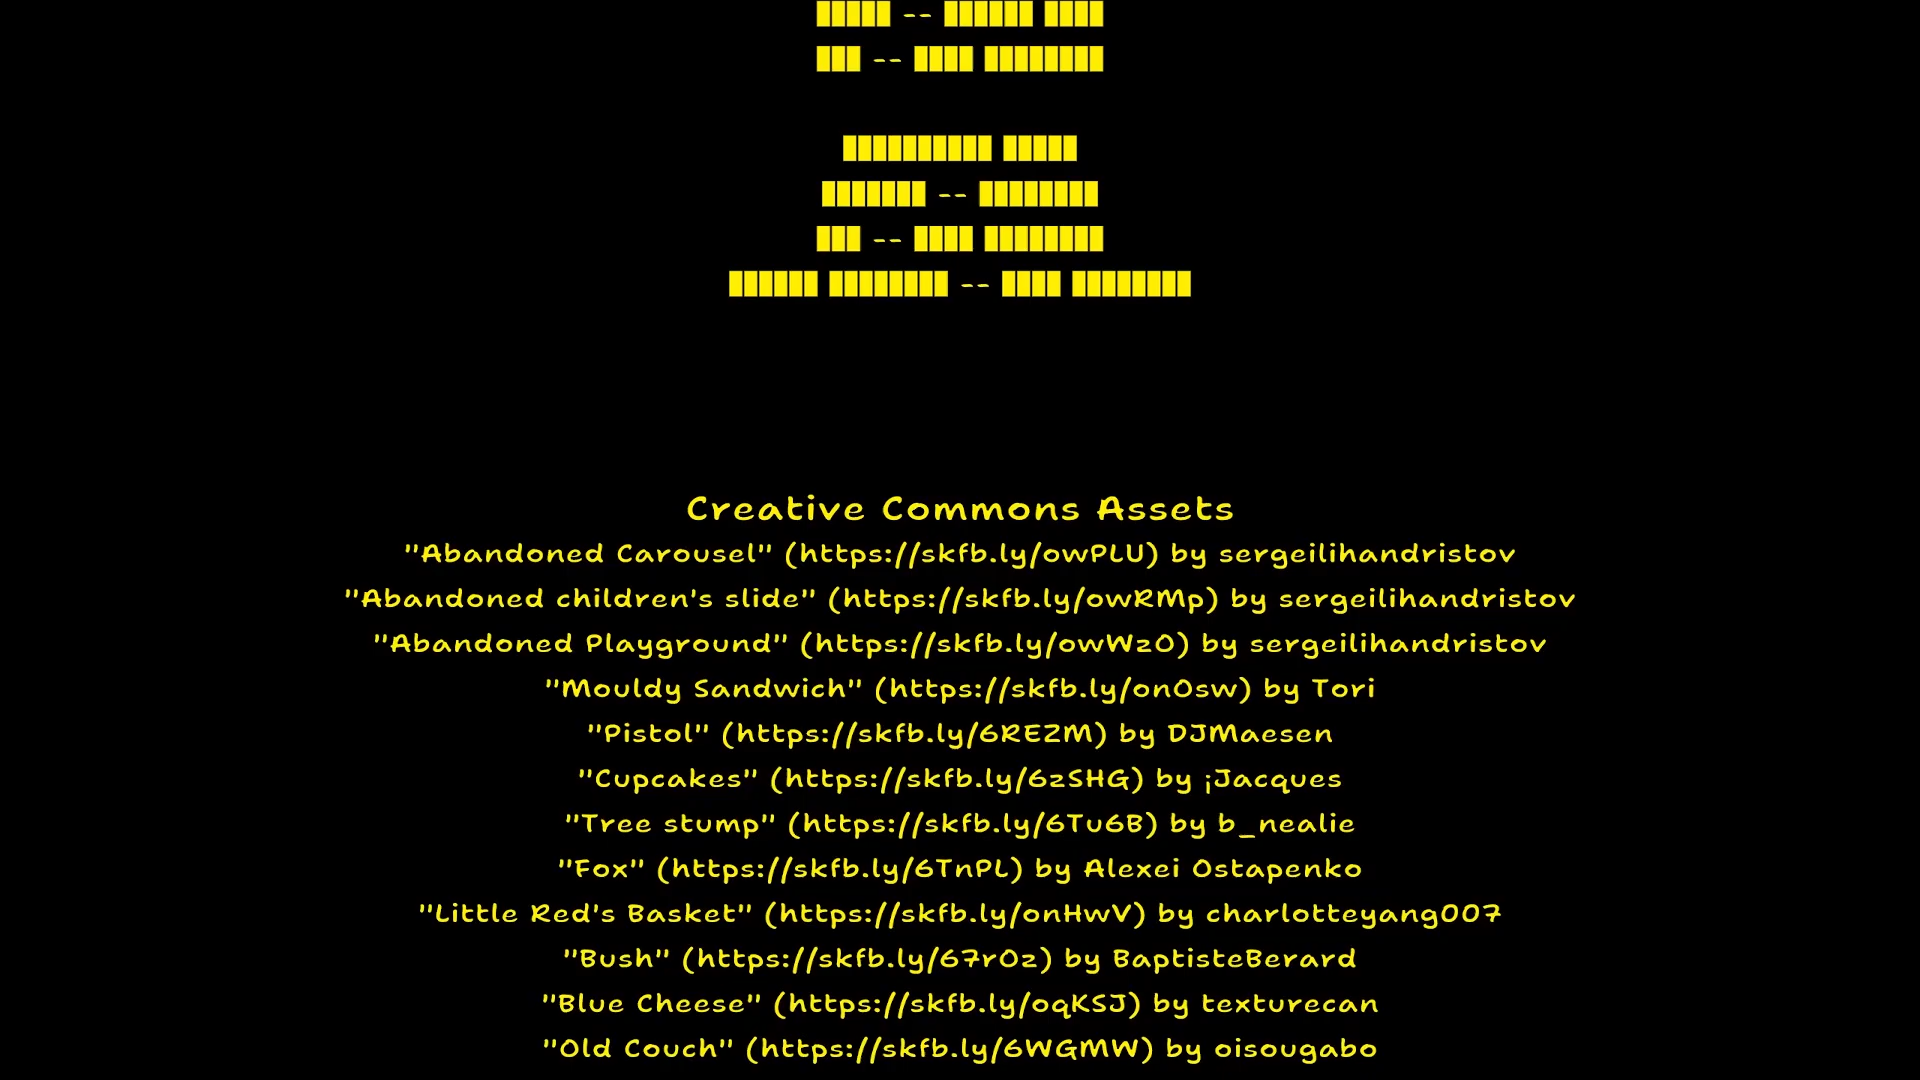 █████ -- ██████ ████
███ -- ████ ████████
██████████ █████
███████ -- ████████
███ -- ████ ████████
██████ ████████ -- ████ ████████
Creative Commons Assets
"Abandoned Carousel" (https://skfb.ly/owPLU) by sergeilihandristov
"Abandoned children's slide" (https://skfb.ly/owRMp) by sergeilihandristov
"Abandoned Playground" (https://skfb.ly/owWzO) by sergeilihandristov
"Mouldy Sandwich" (https://skfb.ly/onOsw) by Tori
"Pistol" (https://skfb.ly/6REZM) by DJMaesen
"Cupcakes" (https://skfb.ly/6zSHG) by ¡Jacques
"Tree stump" (https://skfb.ly/6Tu6B) by b_nealie
"Fox" (https://skfb.ly/6TnPL) by Alexei Ostapenko
"Little Red's Basket" (https://skfb.ly/onHwV) by charlotteyang007
"Bush" (https://skfb.ly/67rOz) by BaptisteBerard
"Blue Cheese" (https://skfb.ly/oqKSJ) by texturecan
"Old Couch" (https://skfb.ly/6WGMW) by oisougabo